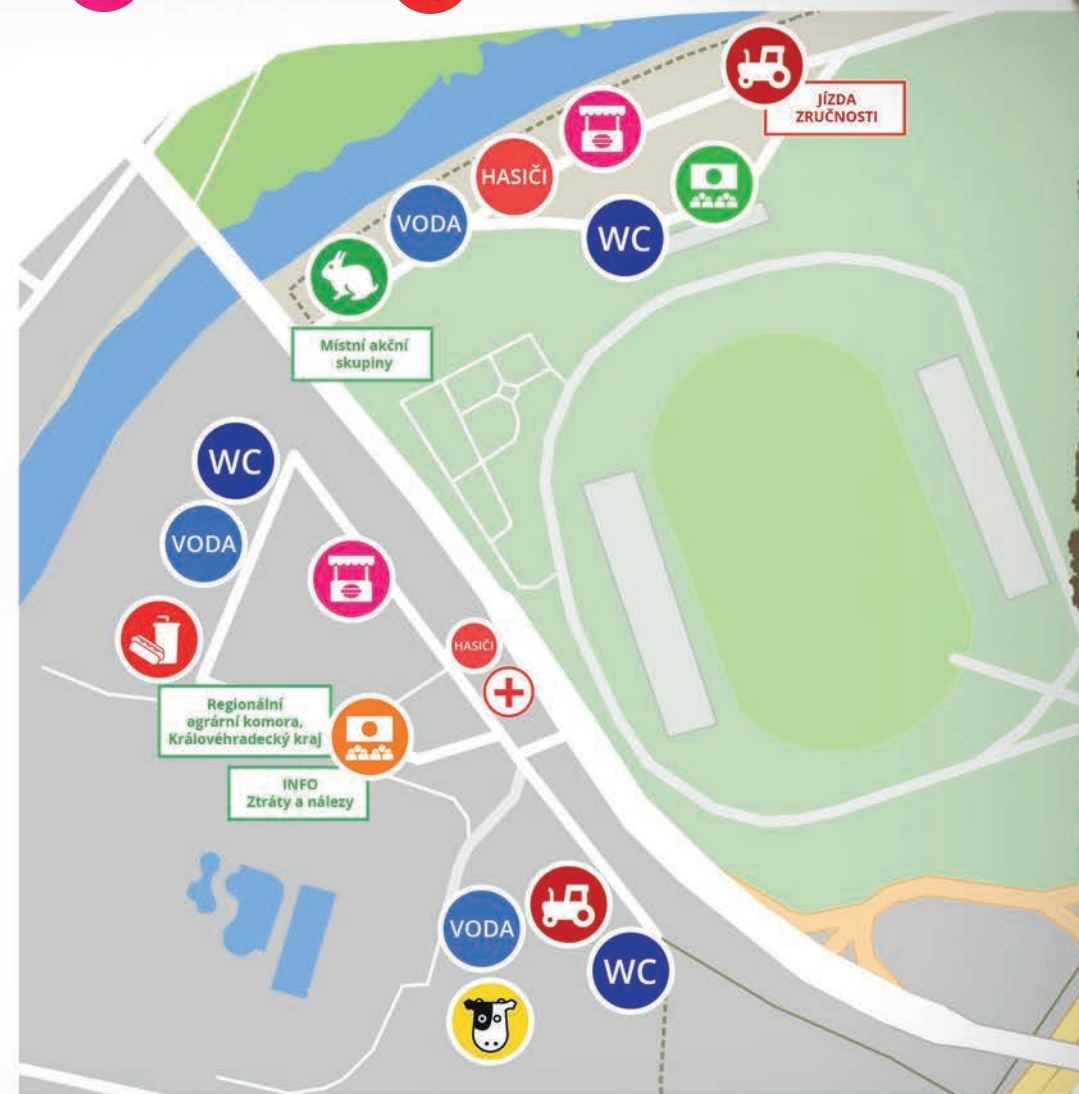 JÍZDA
ZRUČNOSTI
HASIČI
VODA
WC
Místní akční
skupiny
WC
VODA
HASIČI
Regionální
agrární komora,
Královéhradecký kraj
INFO
Ztráty a nálezy
VODA
WC